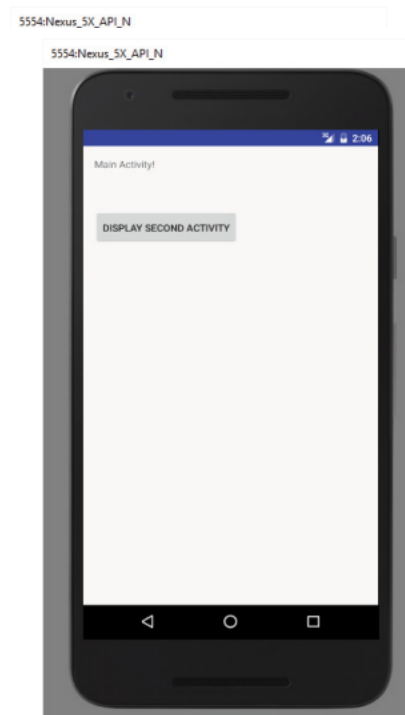 5554:Nexus_5X_API_N
5554:Nexus_5X_API_N
2:06
Main Activity!
DISPLAY SECOND ACTIVITY